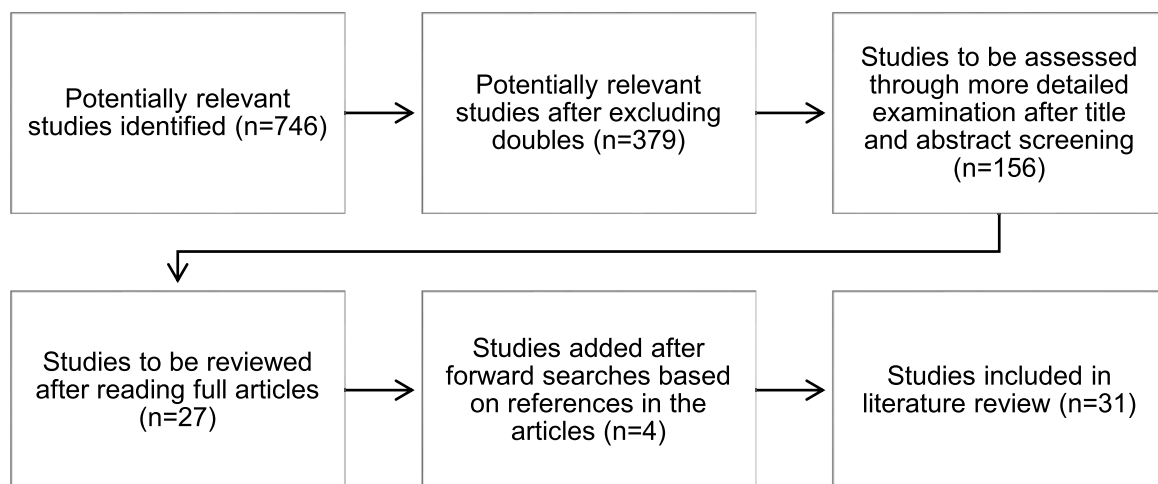 Potentially relevant
studies identified (n=746)
Potentially relevant
studies after excluding
doubles (n=379)
Studies to be assessed
through more detailed
examination after title
and abstract screening
(n=156)
Studies to be reviewed
after reading full articles
(n=27)
Studies added after
forward searches based
on references in the
articles (n=4)
Studies included in
literature review (n=31)